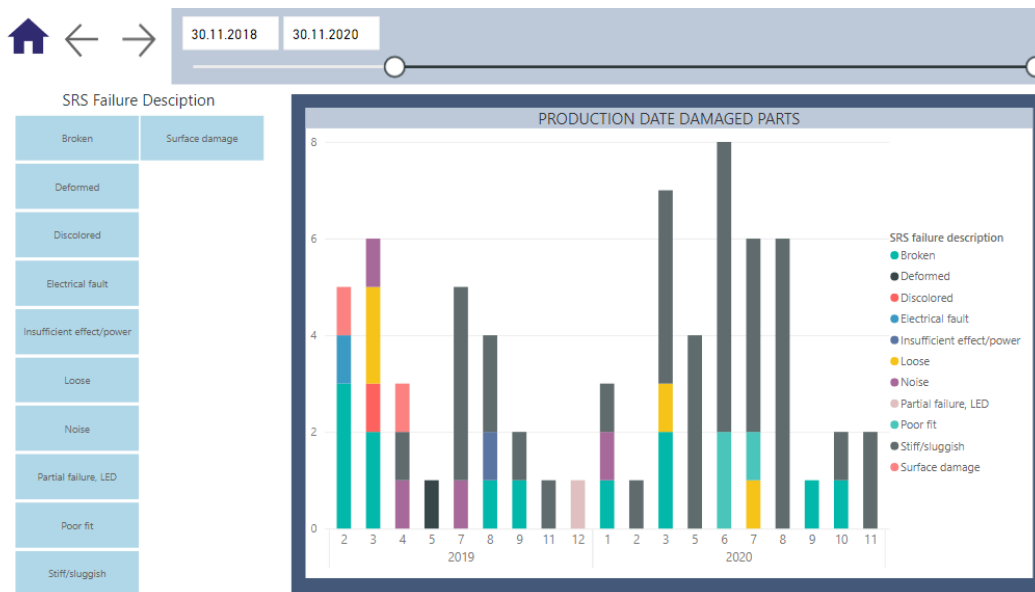 30.11.2018 30.11.2020
SRS Failure Desciption
Broken Surface damage
Deformed
Discolored
Electrical fault
Insufficient effect/power
Loose
Noise
Partial failure, LED
Poor fit
Stiff/sluggish
PRODUCTION DATE DAMAGED PARTS
8
6
4
2
0
2 3 4 5 7 8 9 11 12 1 2 3 5 6 7 8 9 10 11
2019 2020
SRS failure description
Broken
Deformed
Discolored
Electrical fault
Insufficient effect/power
Loose
Noise
Partial failure, LED
Poor fit
Stiff/sluggish
Surface damage